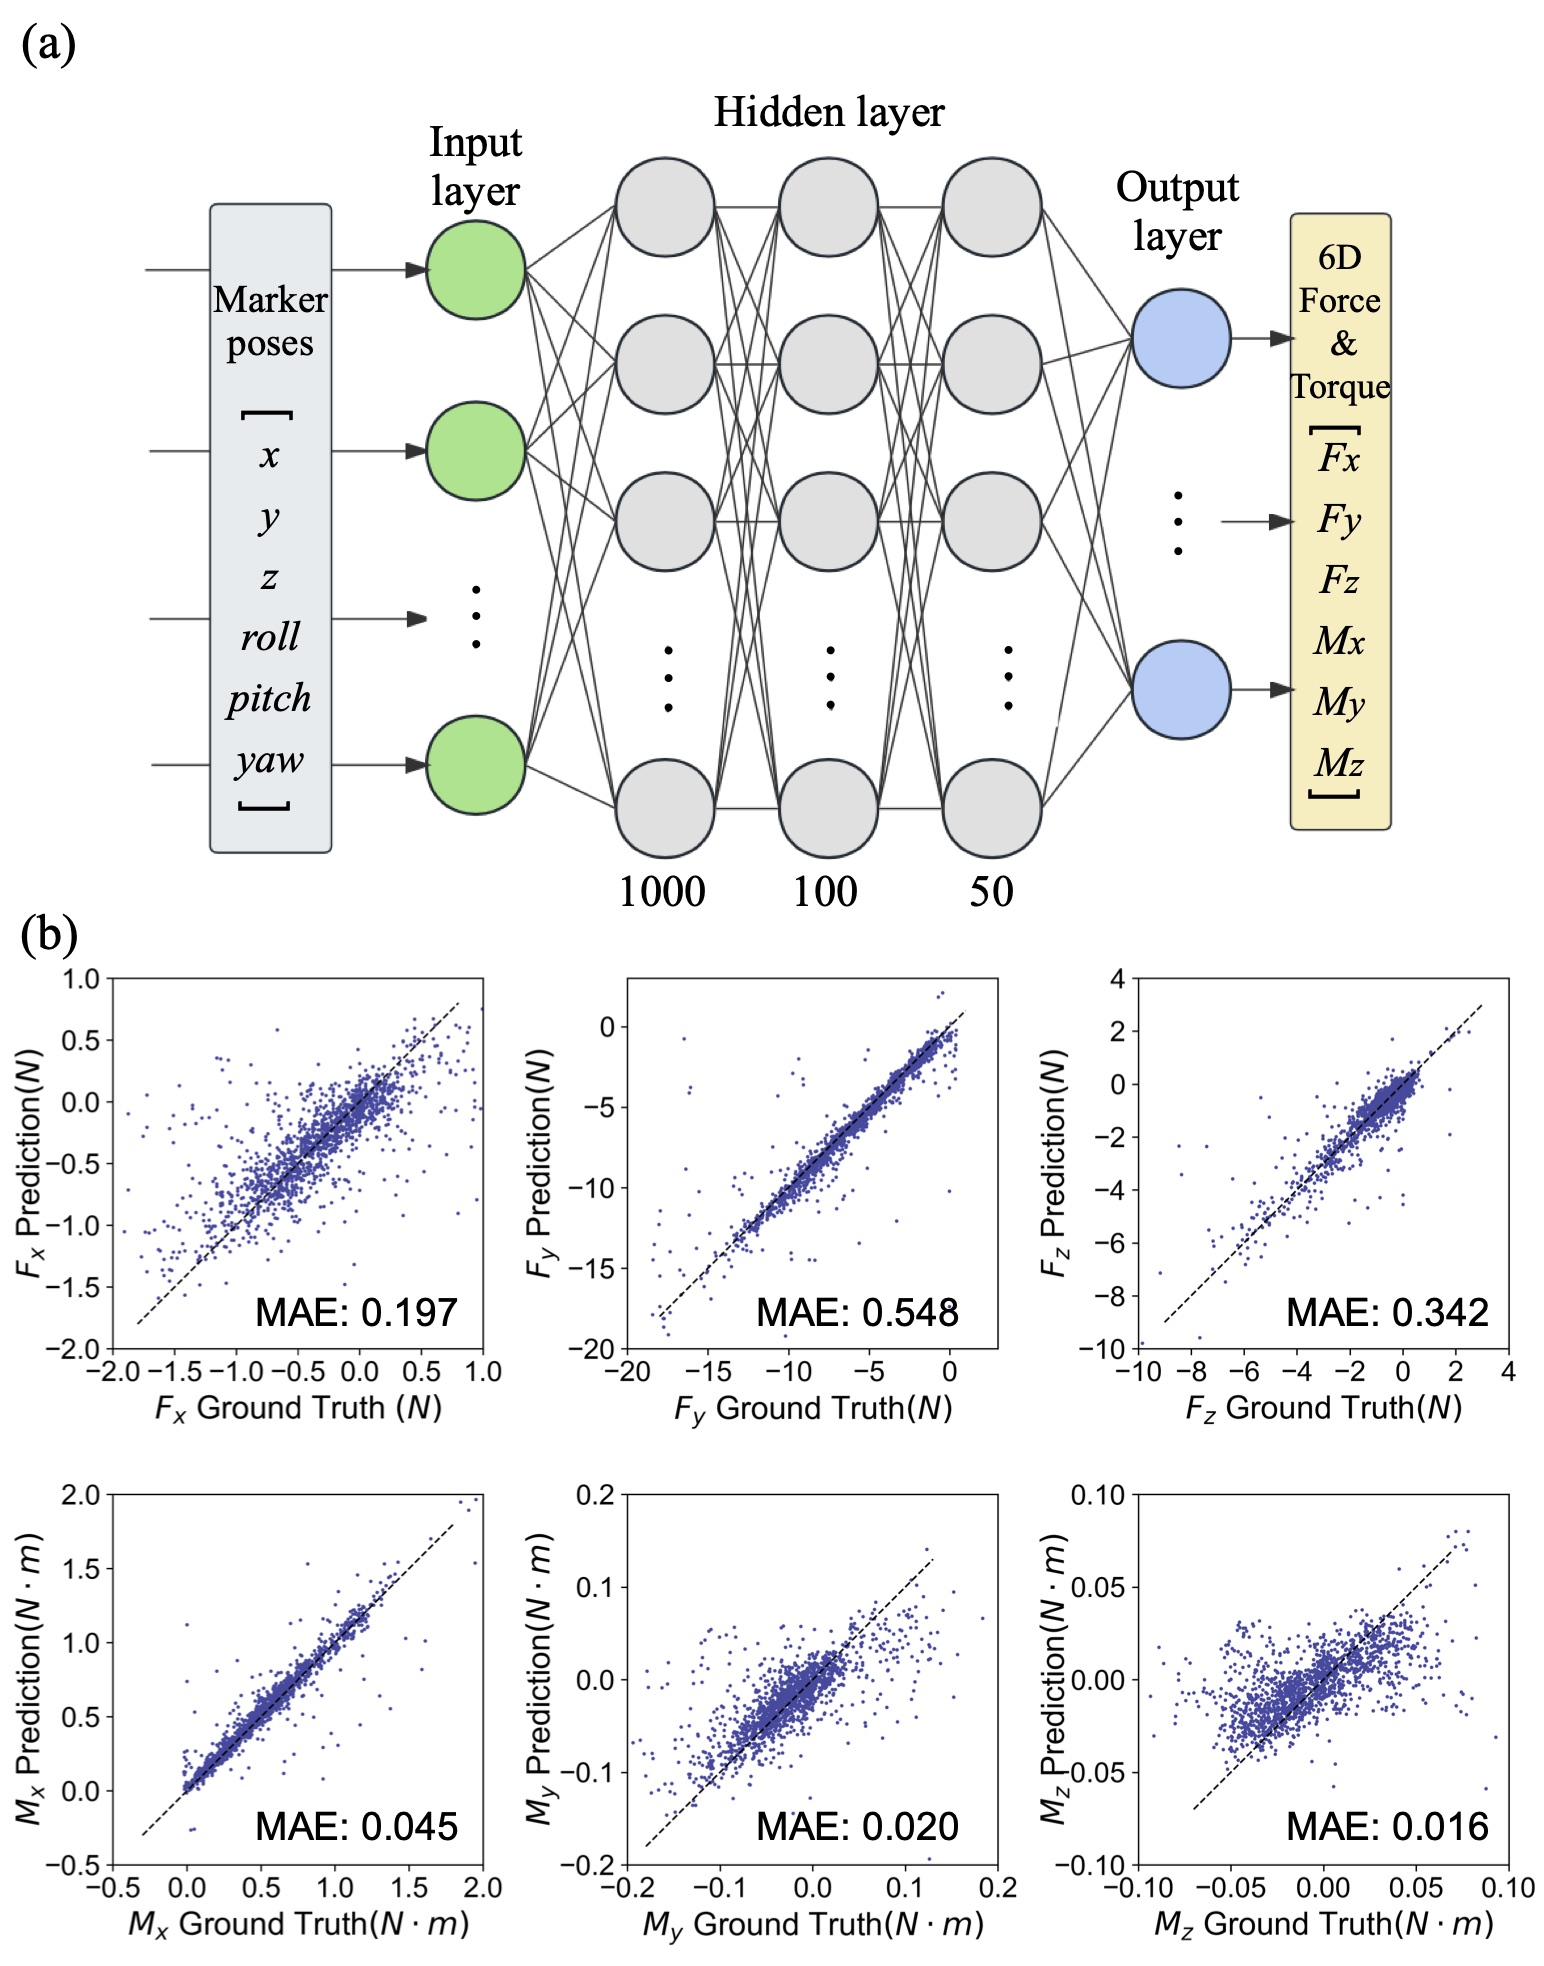 (a)
Hidden layer
Input
layer
Output
layer
Marker
poses
x
y
z
roll
pitch
yaw
6D
Force
&
Torque
Fx
Fy
Fz
Mx
My
Mz
1000 100 50
(b)
1.0
0.5
0.0
−0.5
−1.0
−1.5
−2.0
−2.0 −1.5 −1.0 −0.5 0.0 0.5 1.0
Fx Prediction(N)
Fx Ground Truth (N)
MAE: 0.197
0
−5
−10
−15
−20
−20 −15 −10 −5 0
Fy Prediction(N)
Fy Ground Truth(N)
MAE: 0.548
4
2
0
−2
−4
−6
−8
−10
−10 −8 −6 −4 −2 0 2 4
Fz Prediction(N)
Fz Ground Truth(N)
MAE: 0.342
2.0
1.5
1.0
0.5
0.0
−0.5
−0.5 0.0 0.5 1.0 1.5 2.0
Mx Prediction(N · m)
Mx Ground Truth(N · m)
MAE: 0.045
0.2
0.1
0.0
−0.1
−0.2
−0.2 −0.1 0.0 0.1 0.2
My Prediction(N · m)
My Ground Truth(N · m)
MAE: 0.020
0.10
0.05
0.00
−0.05
−0.10
−0.10 −0.05 0.00 0.05 0.10
Mz Prediction(N · m)
Mz Ground Truth(N · m)
MAE: 0.016